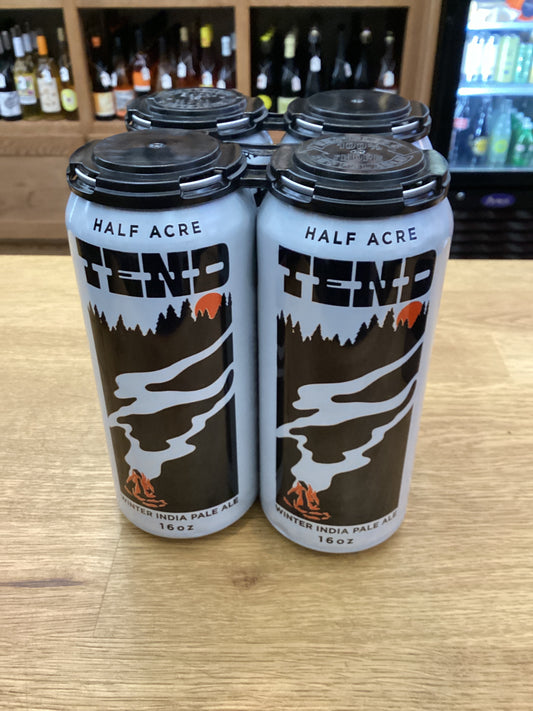 HALF ACRE
TEND
WINTER INDIA PALE ALE
16oz
HALF ACRE
TEND
WINTER INDIA PALE ALE
16oz